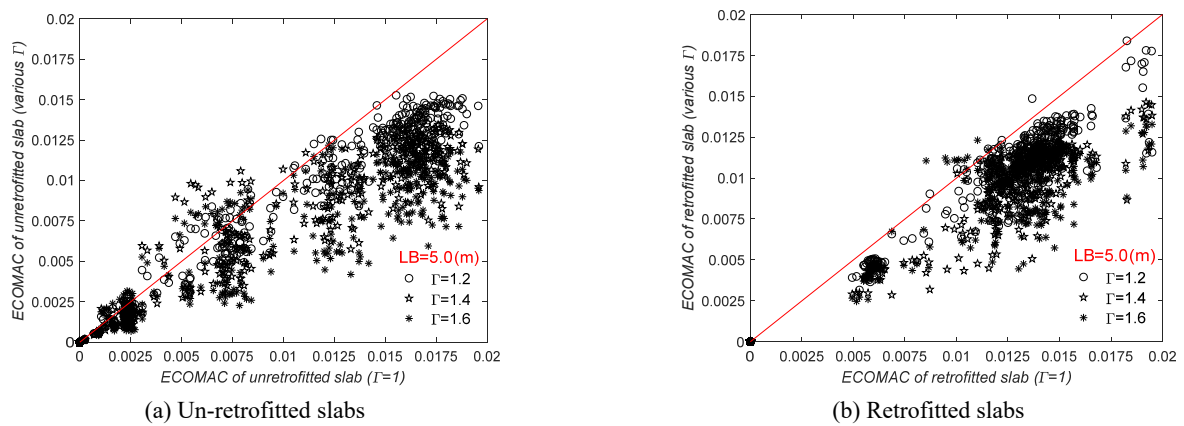 0.02
0.0175
0.015
0.0125
0.01
0.0075
0.005
0.0025
0
ECOMAC of unretrofitted slab (various Γ)
LB=5.0(m)
Γ=1.2
Γ=1.4
Γ=1.6
0 0.0025 0.005 0.0075 0.01 0.0125 0.015 0.0175 0.02
ECOMAC of unretrofitted slab (Γ=1)
(a) Un-retrofitted slabs
0.02
0.0175
0.015
0.0125
0.01
0.0075
0.005
0.0025
0
ECOMAC of retrofitted slab (various Γ)
LB=5.0(m)
Γ=1.2
Γ=1.4
Γ=1.6
0 0.0025 0.005 0.0075 0.01 0.0125 0.015 0.0175 0.02
ECOMAC of retrofitted slab (Γ=1)
(b) Retrofitted slabs